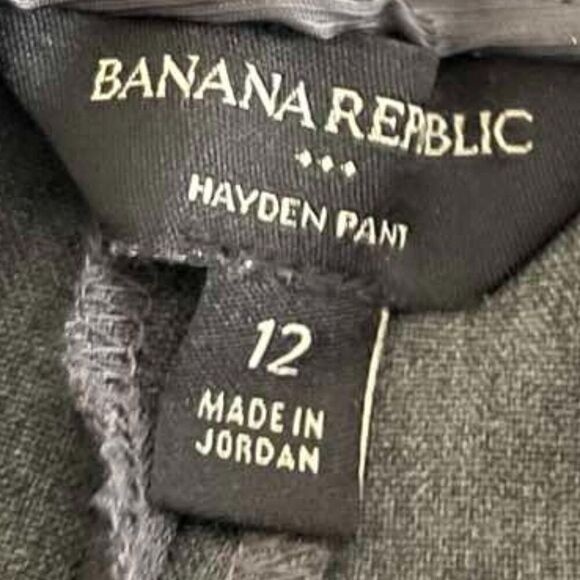 BANANA REPUBLIC
HAYDEN PANT
12
MADE IN
JORDAN